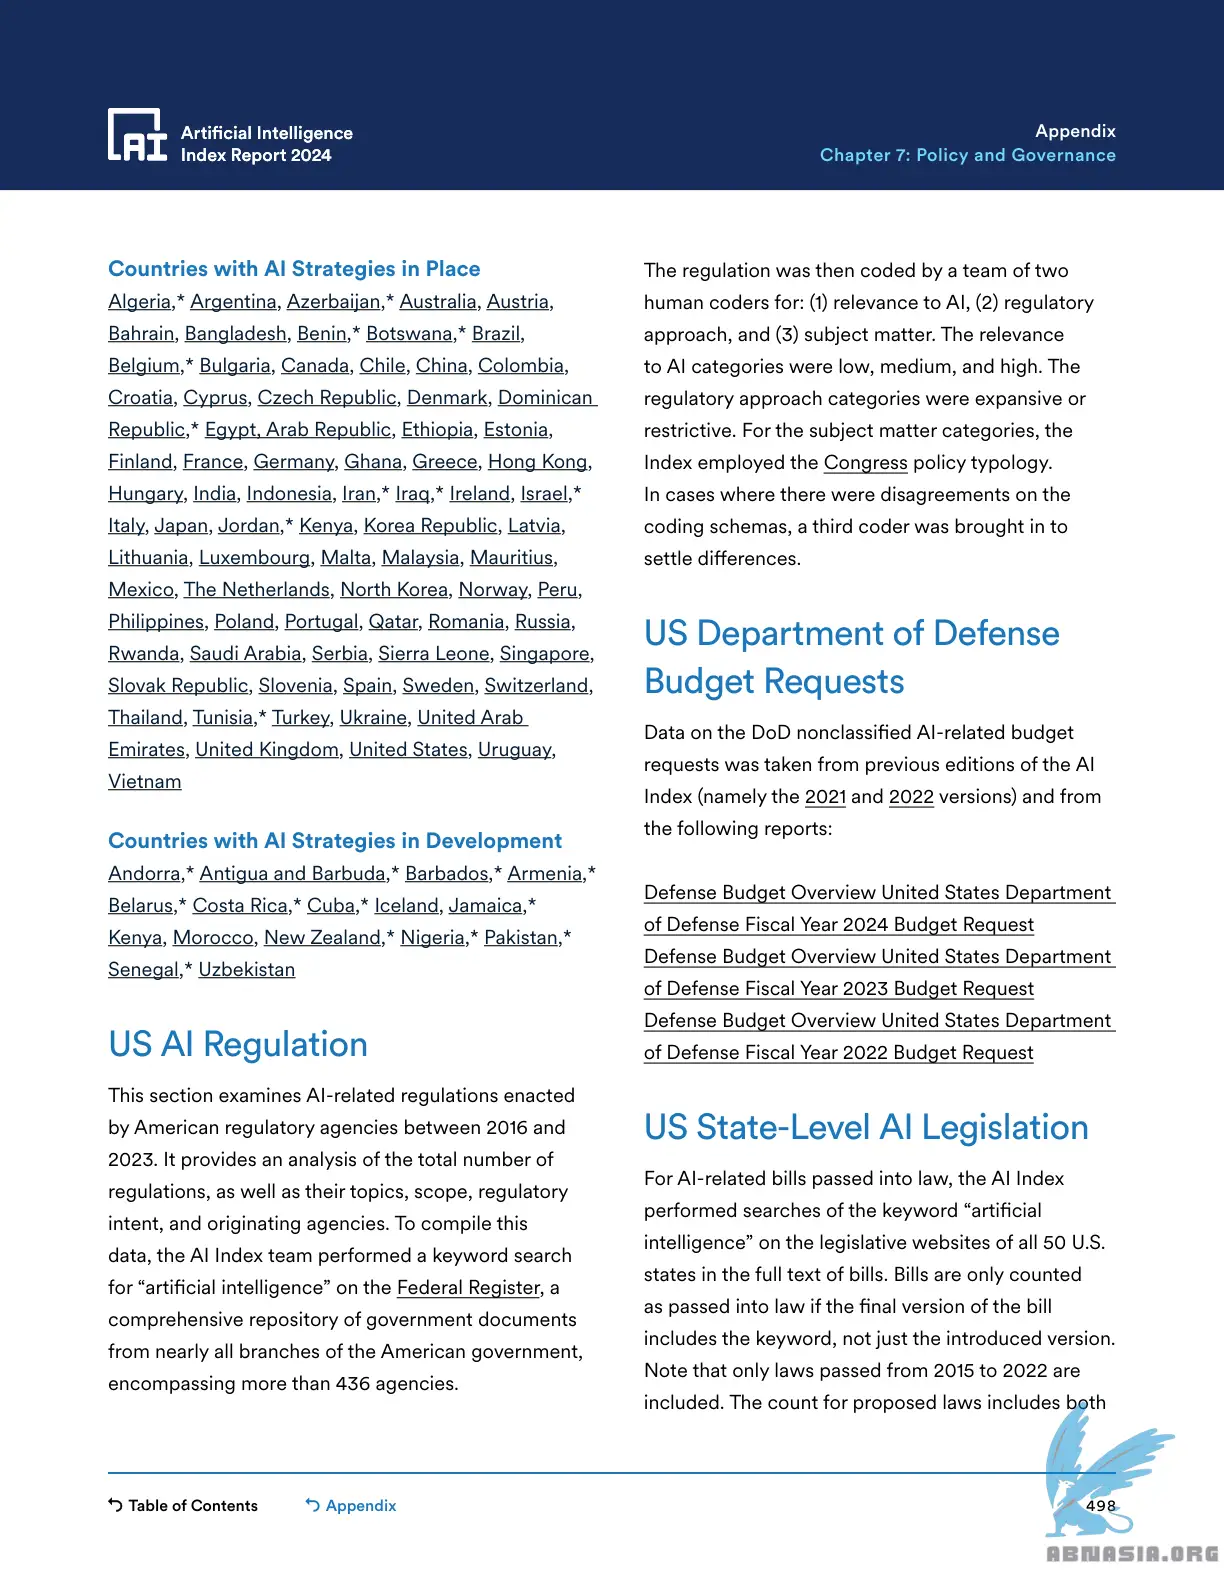 Artificial Intelligence
Index Report 2024
Appendix
Chapter 7: Policy and Governance
Countries with AI Strategies in Place
Algeria,* Argentina, Azerbaijan,* Australia, Austria,
Bahrain, Bangladesh, Benin,* Botswana,* Brazil,
Belgium,* Bulgaria, Canada, Chile, China, Colombia,
Croatia, Cyprus, Czech Republic, Denmark, Dominican
Republic,* Egypt, Arab Republic, Ethiopia, Estonia,
Finland, France, Germany, Ghana, Greece, Hong Kong,
Hungary, India, Indonesia, Iran,* Iraq,* Ireland, Israel,*
Italy, Japan, Jordan,* Kenya, Korea Republic, Latvia,
Lithuania, Luxembourg, Malta, Malaysia, Mauritius,
Mexico, The Netherlands, North Korea, Norway, Peru,
Philippines, Poland, Portugal, Qatar, Romania, Russia,
Rwanda, Saudi Arabia, Serbia, Sierra Leone, Singapore,
Slovak Republic, Slovenia, Spain, Sweden, Switzerland,
Thailand, Tunisia,* Turkey, Ukraine, United Arab
Emirates, United Kingdom, United States, Uruguay,
Vietnam
Countries with AI Strategies in Development
Andorra,* Antigua and Barbuda,* Barbados,* Armenia,*
Belarus,* Costa Rica,* Cuba,* Iceland, Jamaica,*
Kenya, Morocco, New Zealand,* Nigeria,* Pakistan,*
Senegal,* Uzbekistan
US AI Regulation
This section examines AI-related regulations enacted
by American regulatory agencies between 2016 and
2023. It provides an analysis of the total number of
regulations, as well as their topics, scope, regulatory
intent, and originating agencies. To compile this
data, the AI Index team performed a keyword search
for “artificial intelligence” on the Federal Register, a
comprehensive repository of government documents
from nearly all branches of the American government,
encompassing more than 436 agencies.
The regulation was then coded by a team of two
human coders for: (1) relevance to AI, (2) regulatory
approach, and (3) subject matter. The relevance
to AI categories were low, medium, and high. The
regulatory approach categories were expansive or
restrictive. For the subject matter categories, the
Index employed the Congress policy typology.
In cases where there were disagreements on the
coding schemas, a third coder was brought in to
settle differences.
US Department of Defense
Budget Requests
Data on the DoD nonclassified AI-related budget
requests was taken from previous editions of the AI
Index (namely the 2021 and 2022 versions) and from
the following reports:
Defense Budget Overview United States Department
of Defense Fiscal Year 2024 Budget Request
Defense Budget Overview United States Department
of Defense Fiscal Year 2023 Budget Request
Defense Budget Overview United States Department
of Defense Fiscal Year 2022 Budget Request
US State-Level AI Legislation
For AI-related bills passed into law, the AI Index
performed searches of the keyword “artificial
intelligence” on the legislative websites of all 50 U.S.
states in the full text of bills. Bills are only counted
as passed into law if the final version of the bill
includes the keyword, not just the introduced version.
Note that only laws passed from 2015 to 2022 are
included. The count for proposed laws includes both
Table of Contents
Appendix
498
ABNASIA.ORG